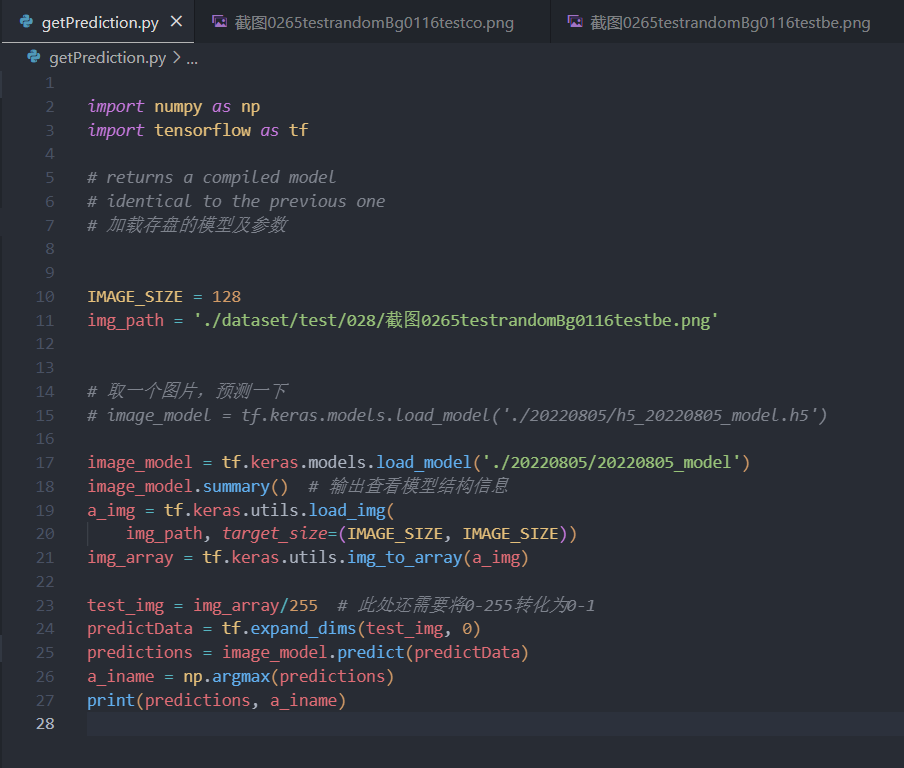 getPrediction.py × 截图0265testrandomBg0116testco.png 截图0265testrandomBg0116testbe.png
getPrediction.py > ...
1
2 import numpy as np
3 import tensorflow as tf
4
5 # returns a compiled model
6 # identical to the previous one
7 # 加载存盘的模型及参数
8
9
10 IMAGE_SIZE = 128
11 img_path = './dataset/test/028/截图0265testrandomBg0116testbe.png'
12
13
14 # 取一个图片，预测一下
15 # image_model = tf.keras.models.load_model('./20220805/h5_20220805_model.h5')
16
17 image_model = tf.keras.models.load_model('./20220805/20220805_model')
18 image_model.summary()  # 输出查看模型结构信息
19 a_img = tf.keras.utils.load_img(
20     img_path, target_size=(IMAGE_SIZE, IMAGE_SIZE))
21 img_array = tf.keras.utils.img_to_array(a_img)
22
23 test_img = img_array/255  # 此处还需要将0-255转化为0-1
24 predictData = tf.expand_dims(test_img, 0)
25 predictions = image_model.predict(predictData)
26 a_iname = np.argmax(predictions)
27 print(predictions, a_iname)
28